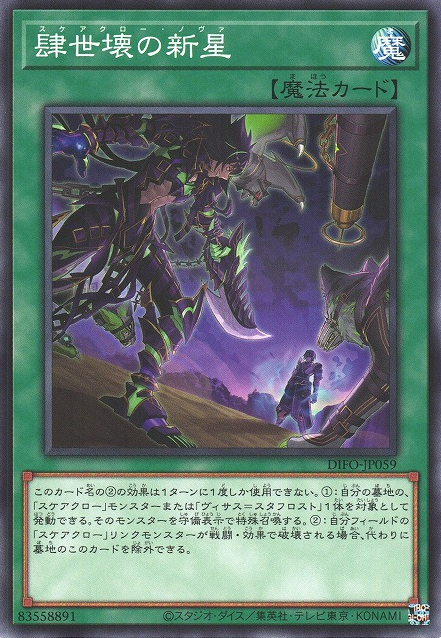 スケアクロー・ノヴァ
肆世壊の新星
魔
【魔法カード】
DIFO-JP059
このカード名の②の効果は1ターンに1度しか使用できない。①：自分の墓地の、
「スケアクロー」モンスターまたは「ヴィサス＝スタフロスト」1体を対象として
発動できる。そのモンスターを守備表示で特殊召喚する。②：自分フィールドの
「スケアクロー」リンクモンスターが戦闘・効果で破壊される場合、代わりに
墓地のこのカードを除外できる。
83558891
©スタジオ・ダイス／集英社・テレビ東京・KONAMI